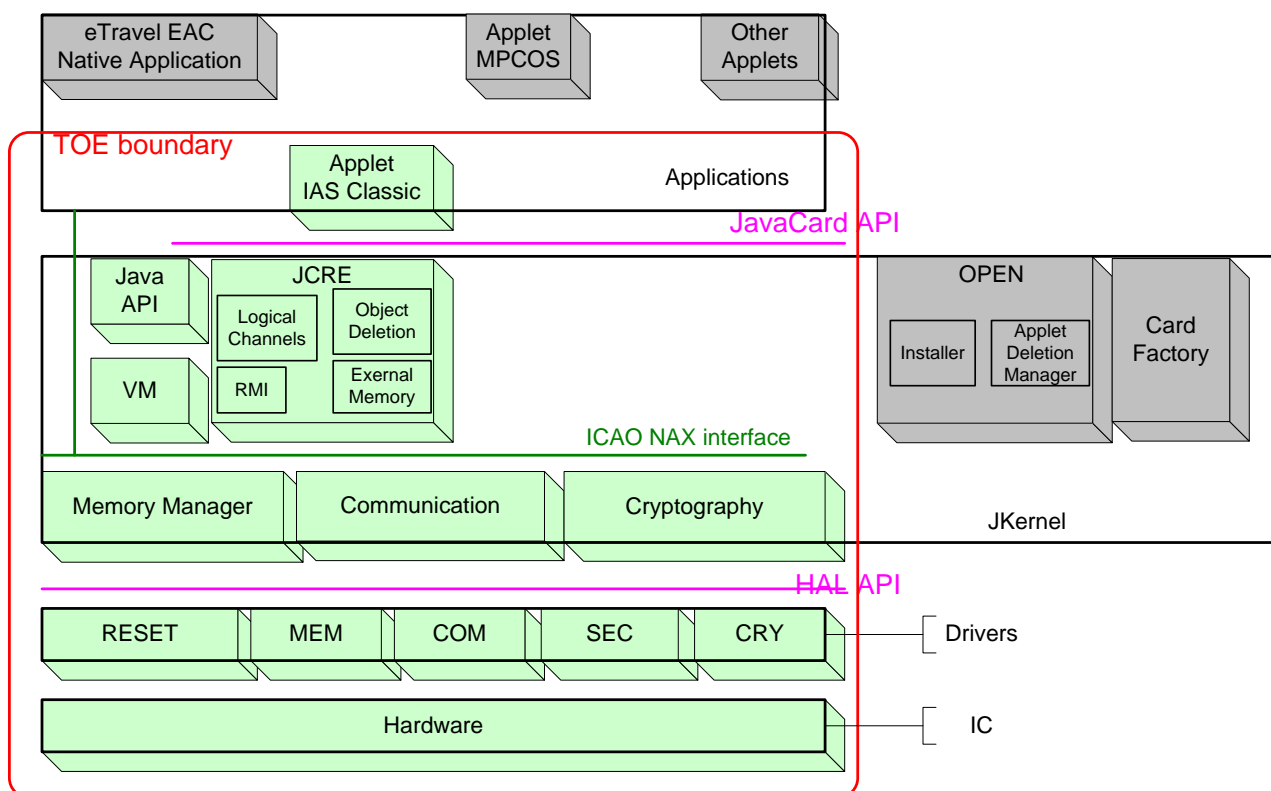 eTravel EAC
Native Application
Applet
MPCOS
Other
Applets
TOE boundary
Applet
IAS Classic
Applications
JavaCard API
Java
API
JCRE
Logical
Channels
Object
Deletion
VM
RMI
Exernal
Memory
OPEN
Installer
Applet
Deletion
Manager
Card
Factory
ICAO NAX interface
Memory Manager
Communication
Cryptography
JKernel
HAL API
RESET
MEM
COM
SEC
CRY
Drivers
Hardware
IC